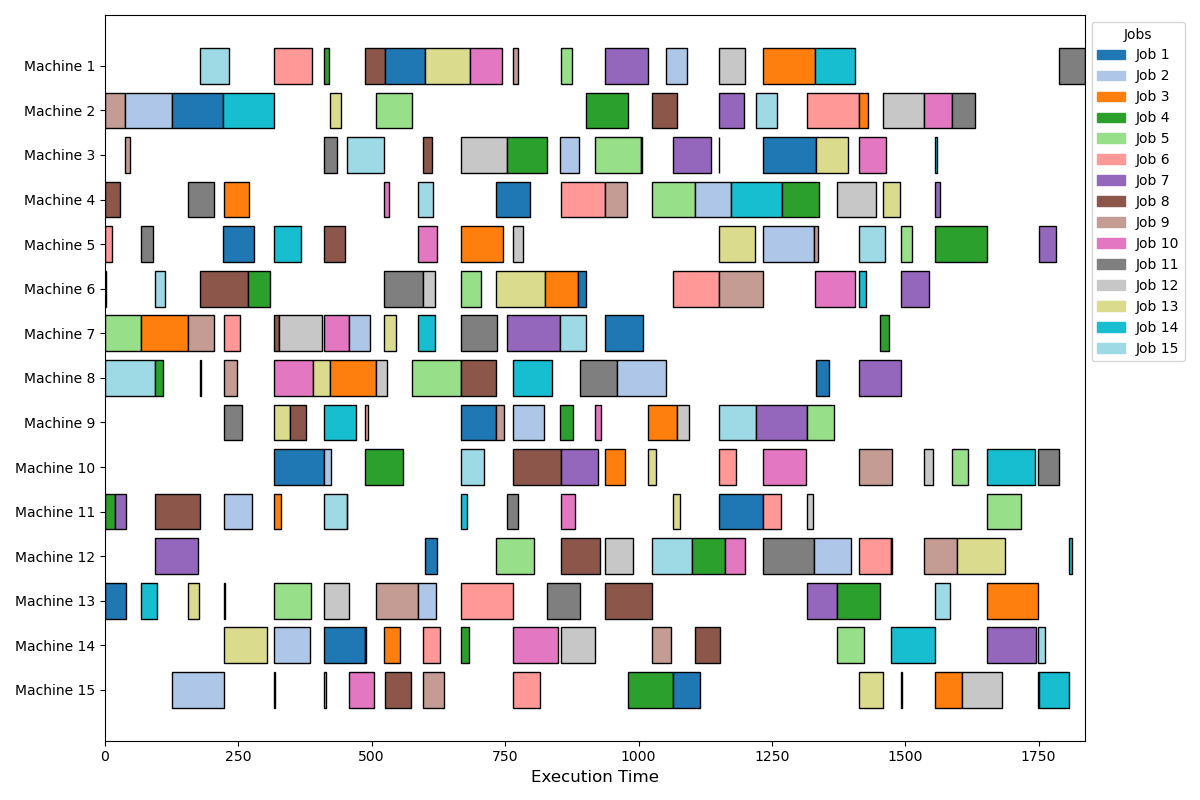 Machine 1
Machine 2
Machine 3
Machine 4
Machine 5
Machine 6
Machine 7
Machine 8
Machine 9
Machine 10
Machine 11
Machine 12
Machine 13
Machine 14
Machine 15
0 250 500 750 1000 1250 1500 1750
Execution Time
Jobs
Job 1
Job 2
Job 3
Job 4
Job 5
Job 6
Job 7
Job 8
Job 9
Job 10
Job 11
Job 12
Job 13
Job 14
Job 15